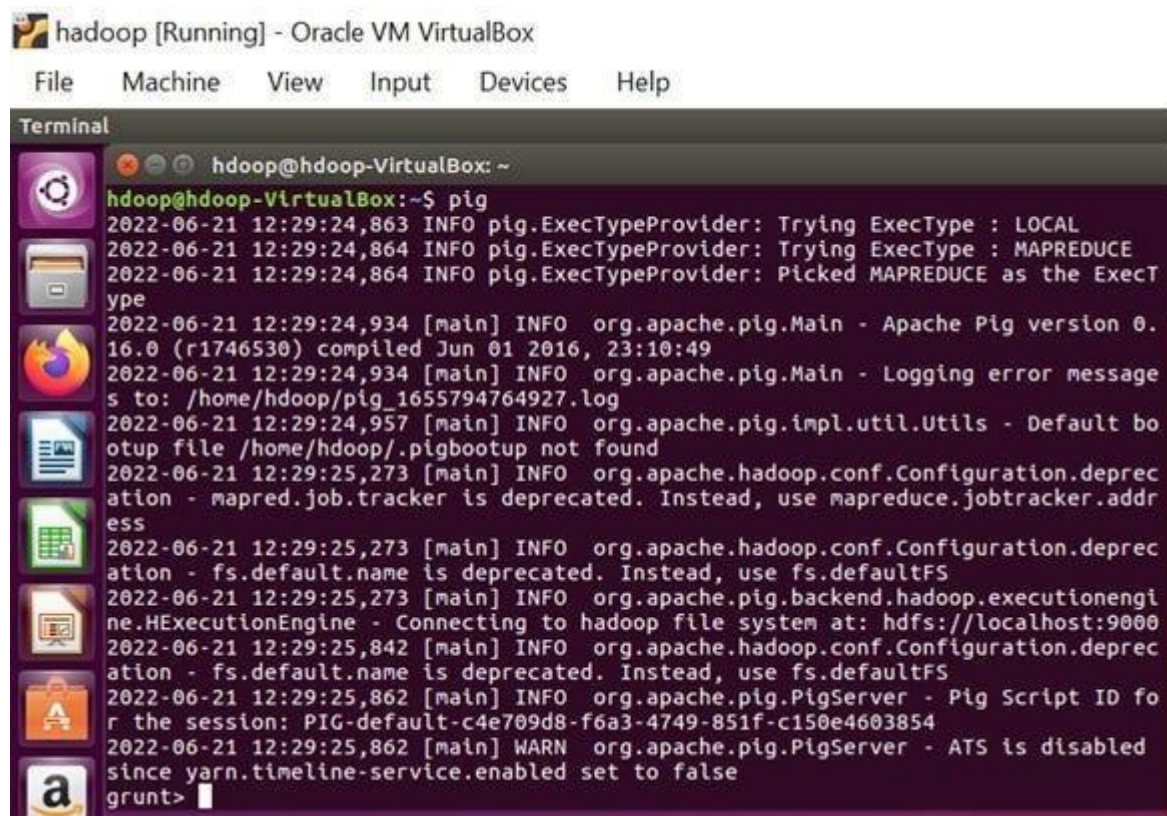 hadoop [Running] - Oracle VM VirtualBox
File Machine View Input Devices Help
Terminal
hdoop@hdoop-VirtualBox: ~
hdoop@hdoop-VirtualBox:~$ pig
2022-06-21 12:29:24,863 INFO pig.ExecTypeProvider: Trying ExecType : LOCAL
2022-06-21 12:29:24,864 INFO pig.ExecTypeProvider: Trying ExecType : MAPREDUCE
2022-06-21 12:29:24,864 INFO pig.ExecTypeProvider: Picked MAPREDUCE as the ExecT
ype
2022-06-21 12:29:24,934 [main] INFO  org.apache.pig.Main - Apache Pig version 0.
16.0 (r1746530) compiled Jun 01 2016, 23:10:49
2022-06-21 12:29:24,934 [main] INFO  org.apache.pig.Main - Logging error message
s to: /home/hdoop/pig_1655794764927.log
2022-06-21 12:29:24,957 [main] INFO  org.apache.pig.impl.util.Utils - Default bo
otup file /home/hdoop/.pigbootup not found
2022-06-21 12:29:25,273 [main] INFO  org.apache.hadoop.conf.Configuration.deprec
ation - mapred.job.tracker is deprecated. Instead, use mapreduce.jobtracker.addr
ess
2022-06-21 12:29:25,273 [main] INFO  org.apache.hadoop.conf.Configuration.deprec
ation - fs.default.name is deprecated. Instead, use fs.defaultFS
2022-06-21 12:29:25,273 [main] INFO  org.apache.pig.backend.hadoop.executionengi
ne.HExecutionEngine - Connecting to hadoop file system at: hdfs://localhost:9000
2022-06-21 12:29:25,842 [main] INFO  org.apache.hadoop.conf.Configuration.deprec
ation - fs.default.name is deprecated. Instead, use fs.defaultFS
2022-06-21 12:29:25,862 [main] INFO  org.apache.pig.PigServer - Pig Script ID fo
r the session: PIG-default-c4e709d8-f6a3-4749-851f-c150e4603854
2022-06-21 12:29:25,862 [main] WARN  org.apache.pig.PigServer - ATS is disabled
since yarn.timeline-service.enabled set to false
grunt>